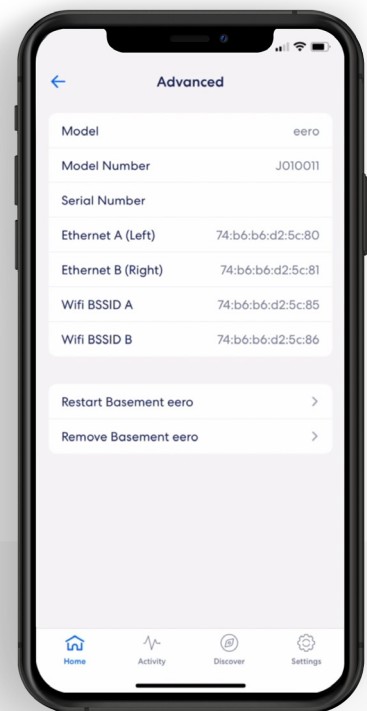 Advanced
Model eero
Model Number J010011
Serial Number
Ethernet A (Left) 74:b6:b6:d2:5c:80
Ethernet B (Right) 74:b6:b6:d2:5c:81
Wifi BSSID A 74:b6:b6:d2:5c:85
Wifi BSSID B 74:b6:b6:d2:5c:86
Restart Basement eero
Remove Basement eero
Home Activity Discover Settings